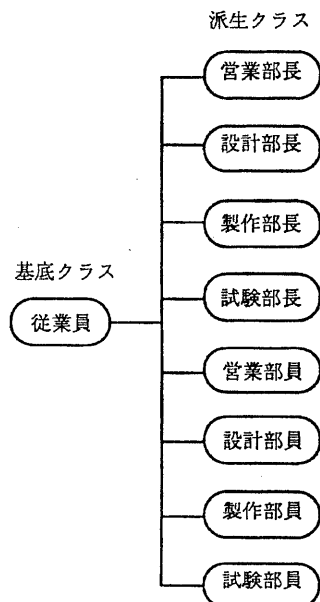 派生クラス
営業部長
設計部長
製作部長
基底クラス
試験部長
従業員
営業部員
設計部員
製作部員
試験部員